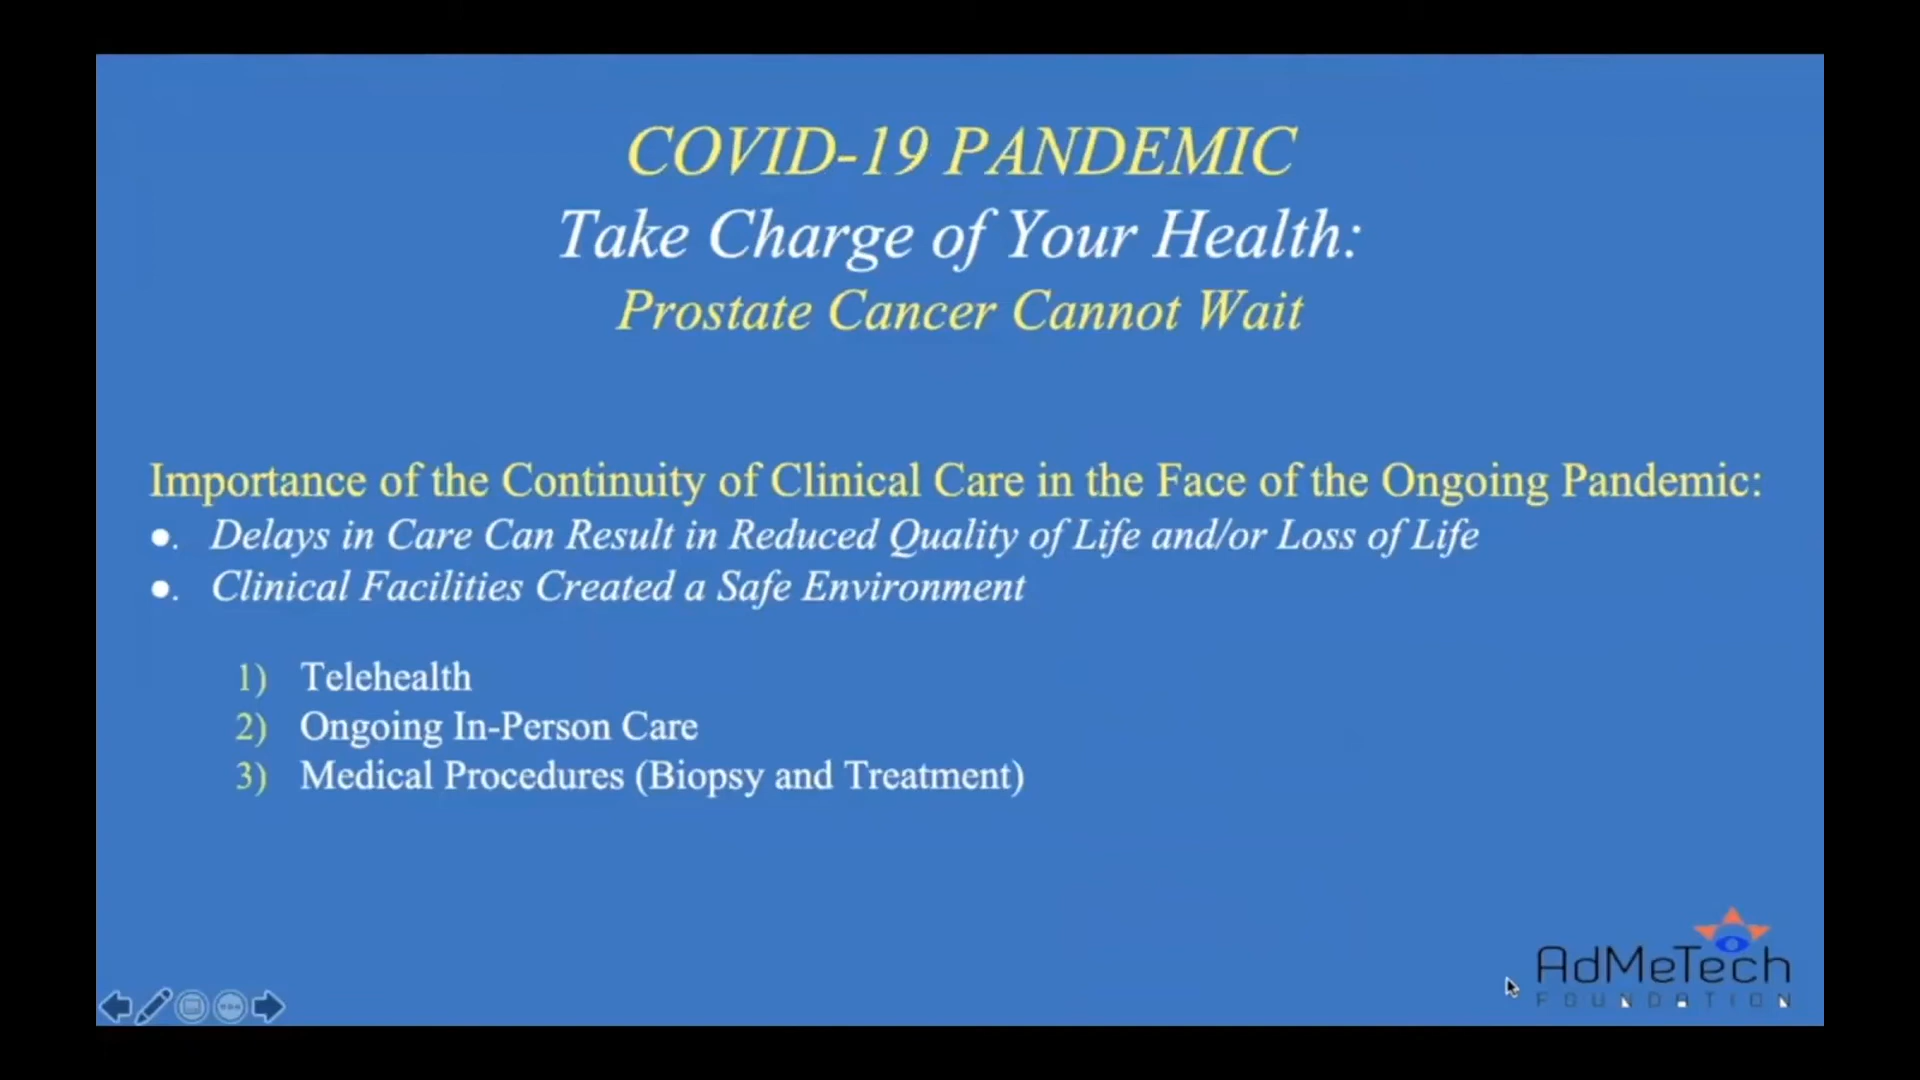 COVID-19 PANDEMIC
Take Charge of Your Health:
Prostate Cancer Cannot Wait
Importance of the Continuity of Clinical Care in the Face of the Ongoing Pandemic:
●. Delays in Care Can Result in Reduced Quality of Life and/or Loss of Life
●. Clinical Facilities Created a Safe Environment
1) Telehealth
2) Ongoing In-Person Care
3) Medical Procedures (Biopsy and Treatment)
AdMeTech
FOUNDATION